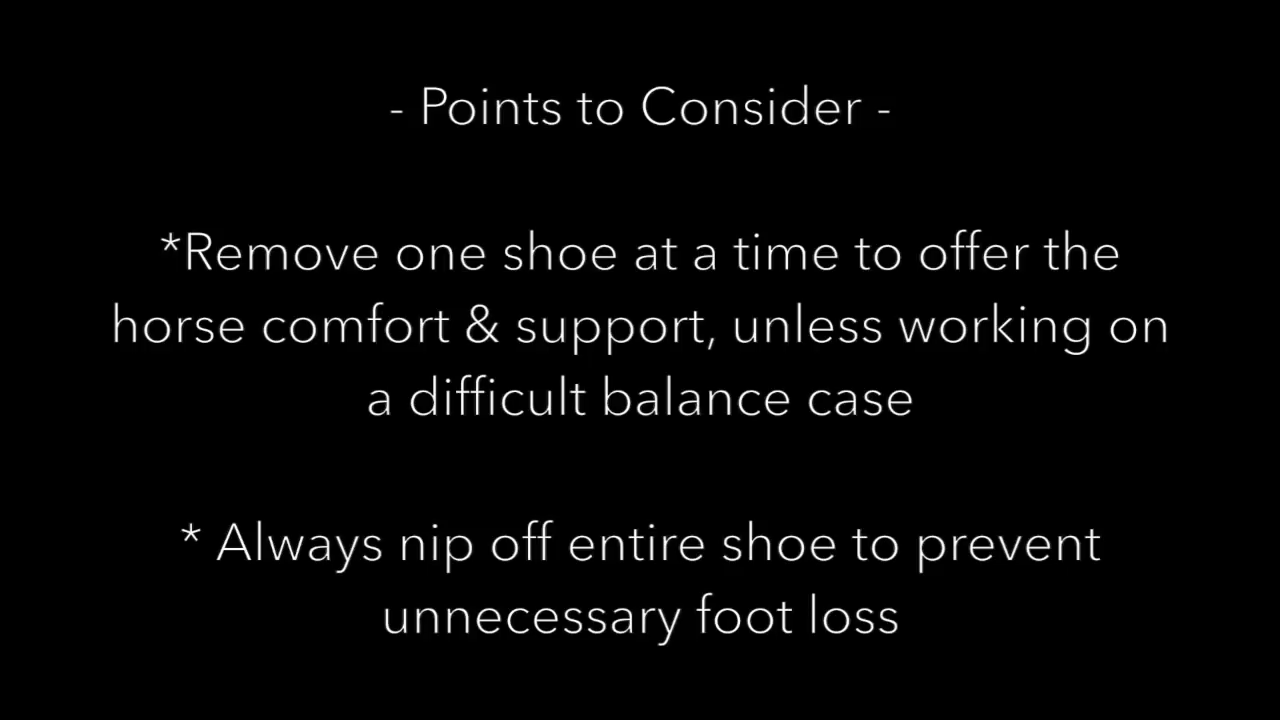 - Points to Consider -
*Remove one shoe at a time to offer the
horse comfort & support, unless working on
a difficult balance case
* Always nip off entire shoe to prevent
unnecessary foot loss